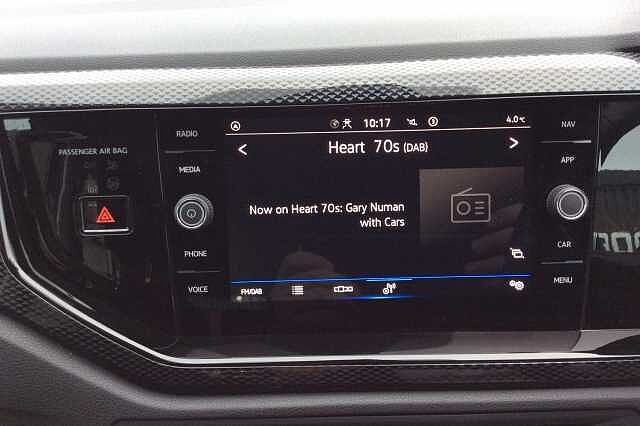 RADIO
MEDIA
PHONE
VOICE
PASSENGER AIR BAG
10:17
4.0°C
< Heart 70s (DAB) >
Now on Heart 70s: Gary Numan
with Cars
FM/DAB
NAV
APP
CAR
MENU